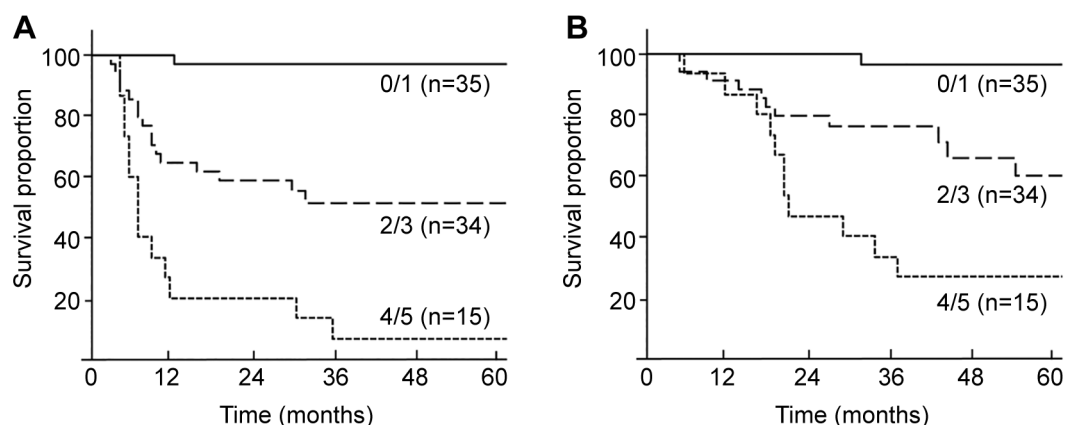 A
Survival proportion
100
80
60
40
20
0/1 (n=35)
2/3 (n=34)
4/5 (n=15)
0 12 24 36 48 60
Time (months)
B
Survival proportion
100
80
60
40
20
0/1 (n=35)
2/3 (n=34)
4/5 (n=15)
0 12 24 36 48 60
Time (months)